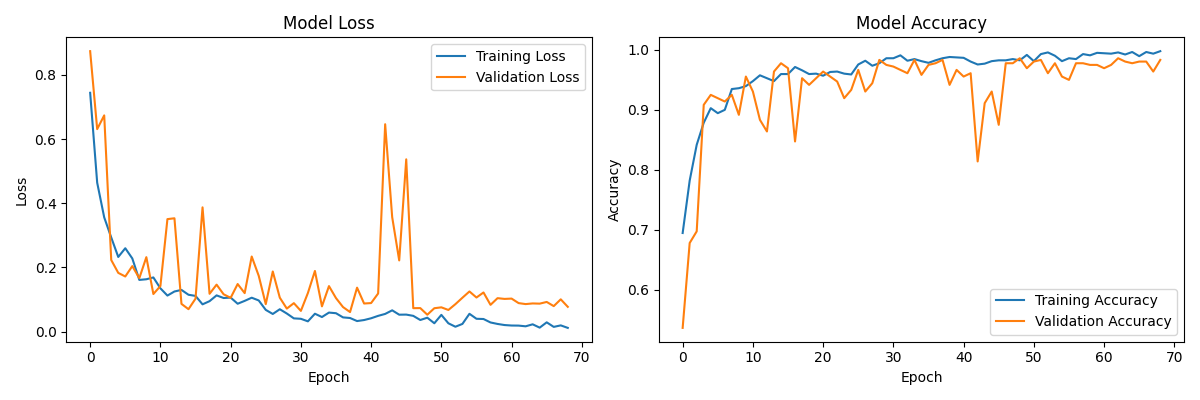 Model Loss
Training Loss
Validation Loss
0.8
0.6
0.4
0.2
0.0
Loss
0
10
20
30
40
50
60
70
Epoch
Model Accuracy
1.0
0.9
0.8
0.7
0.6
Accuracy
Training Accuracy
Validation Accuracy
0
10
20
30
40
50
60
70
Epoch